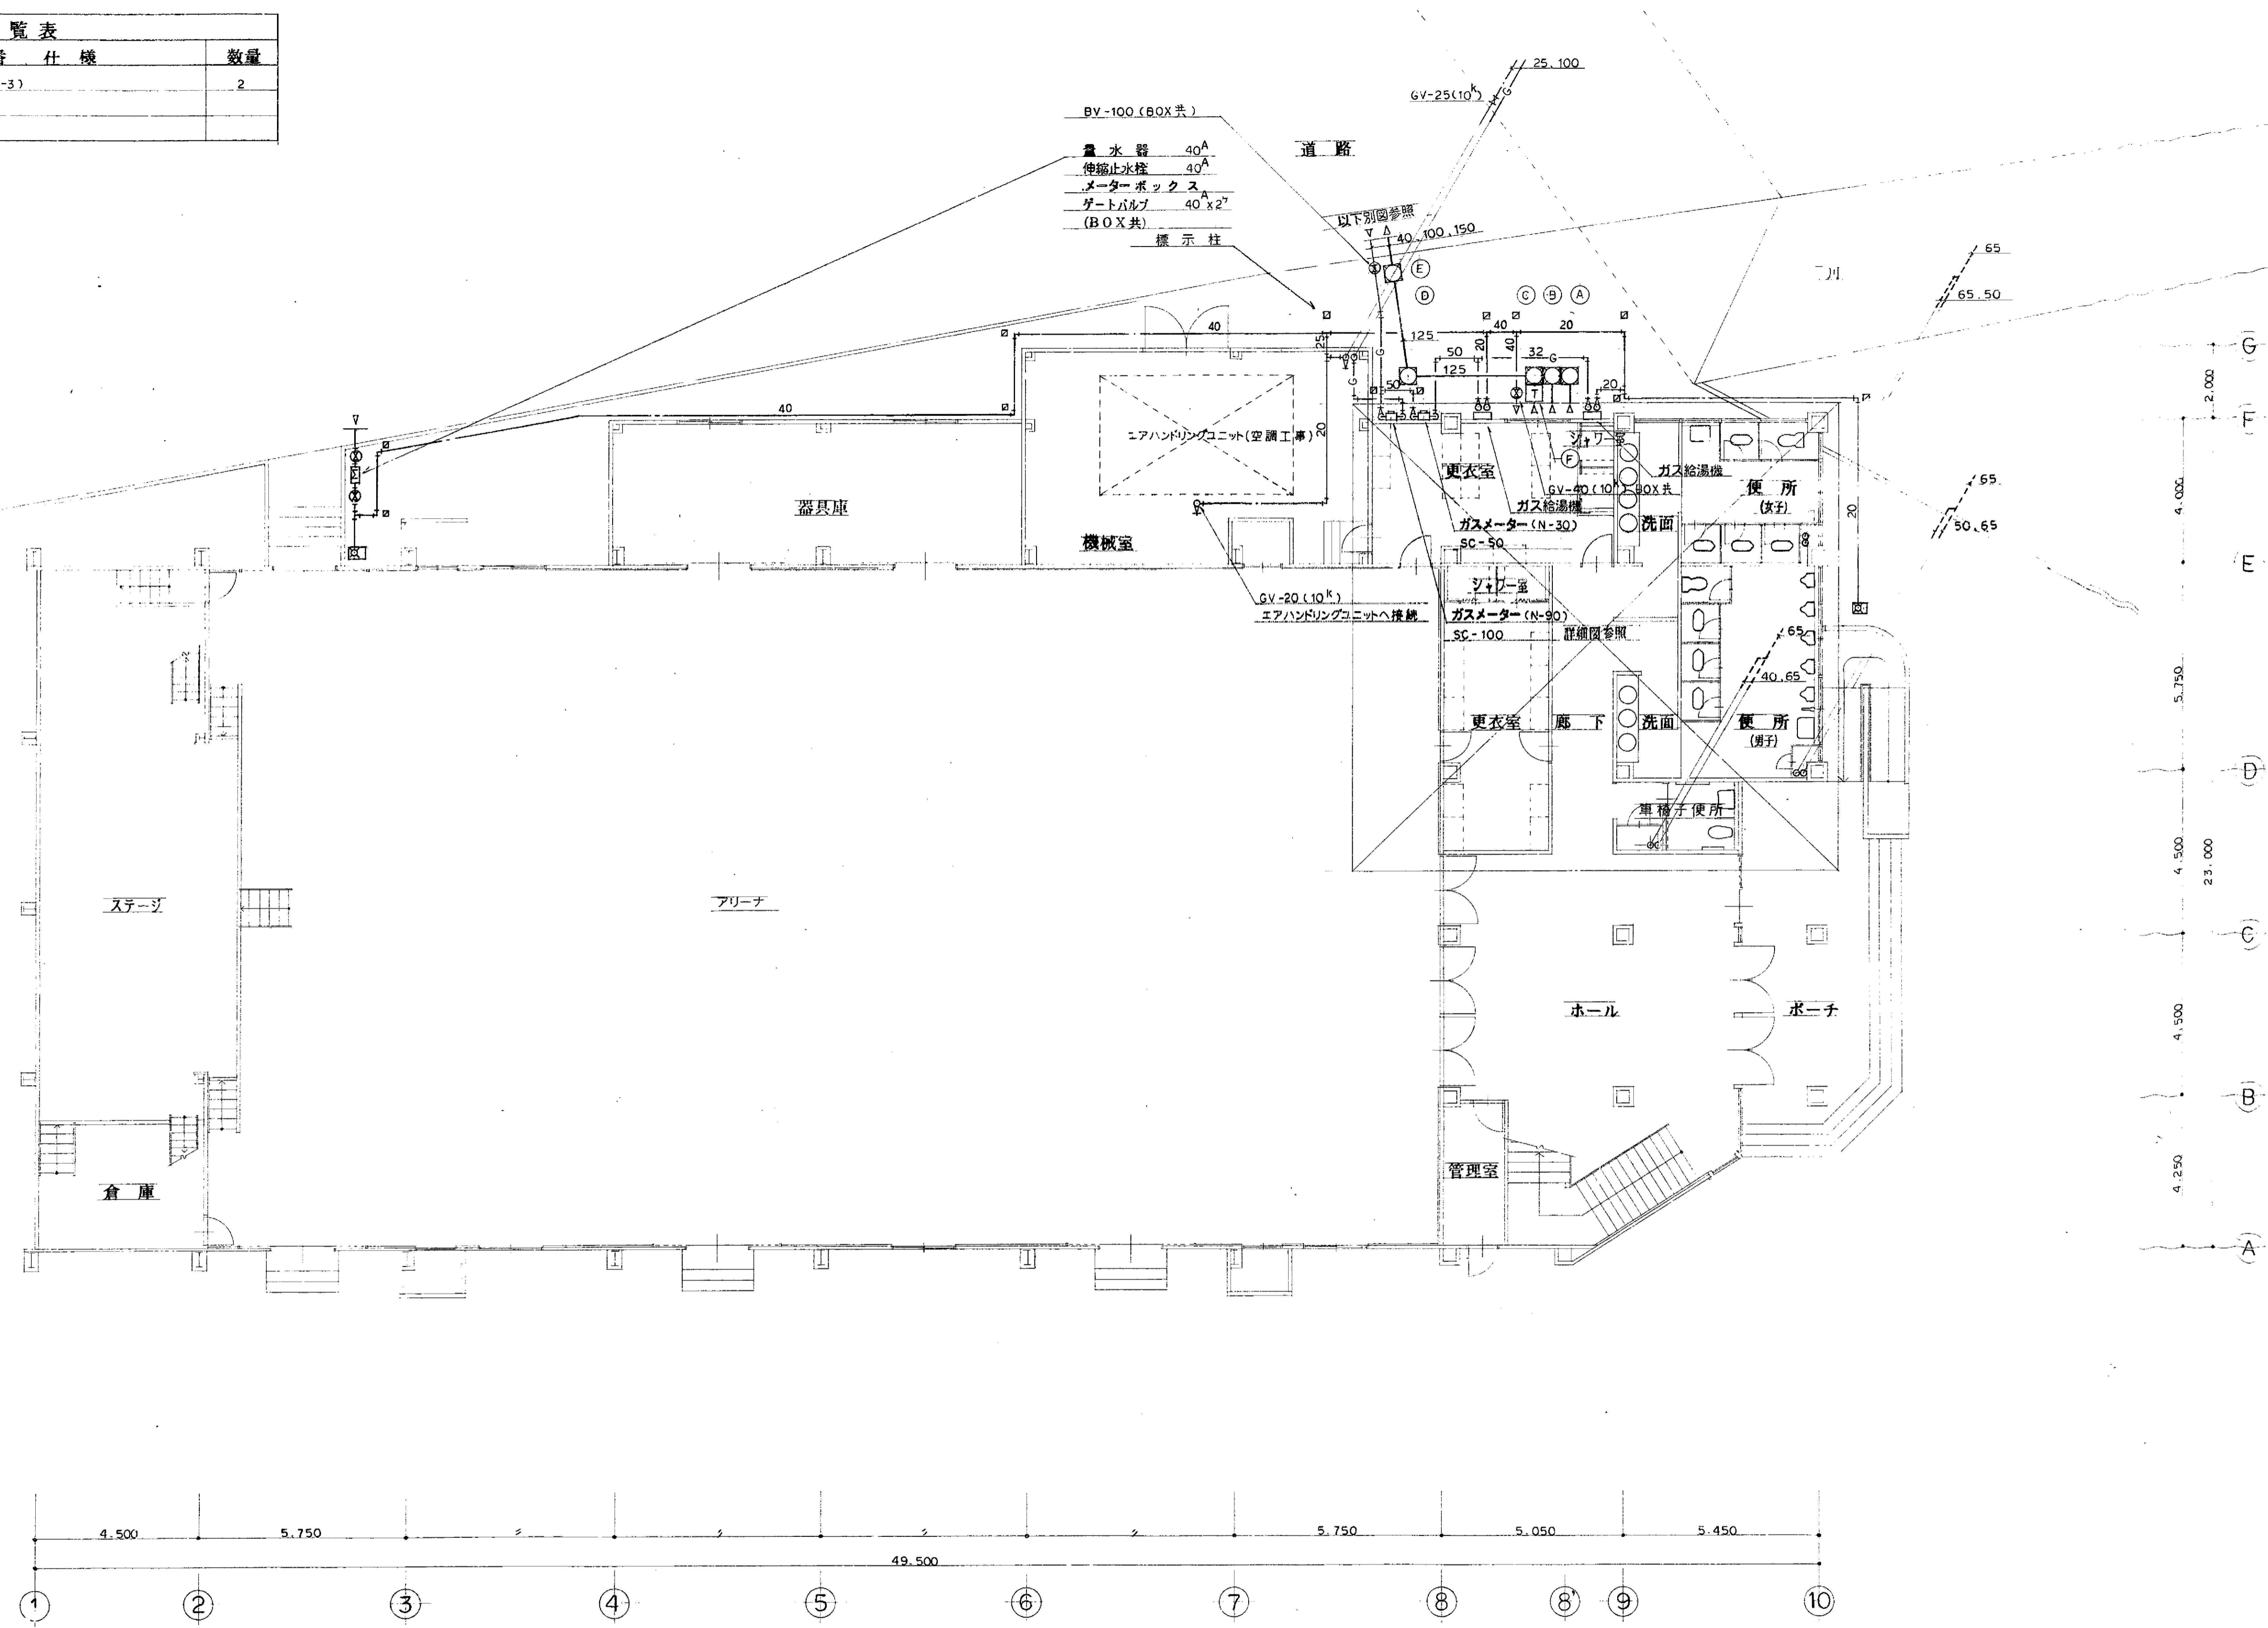 覧表
仕様 数量
-3) 2
25.100
GV-25(10k)
G
BV-100 (BOX共)
道路
量水器 40A
伸縮止水栓 40A
メーターボックス
ゲートバルブ 40A×2ケ
(BOX共)
標示柱
以下別図参照
40.100.150
E
D
C B A
65
65.50
川
40
125
40
20
25
20
40
50
125
32 G
50
20
G
G
T
40
20
エアハンドリングユニット(空調工事)
シャワー
F
ガス給湯機
更衣室
GV-40(10k) BOX共
便所
(女子)
器具庫
ガス給湯機
ガスメーター(N-30)
SC-50
洗面
20
65
50.65
機械室
シャワー室
GV-20(10k)
エアハンドリングユニットへ接続
ガスメーター(N-90)
SC-100
詳細図参照
65
40.65
更衣室
廊下
洗面
便所
(男子)
車椅子便所
ステージ
アリーナ
ホール
ポーチ
管理室
倉庫
G
2.000
F
4.000
E
5.750
D
4.500
23.000
C
4.500
B
4.250
A
4.500 5.750 〃 〃 〃 〃 5.750 5.050 5.450
49.500
1 2 3 4 5 6 7 8 8' 9 10